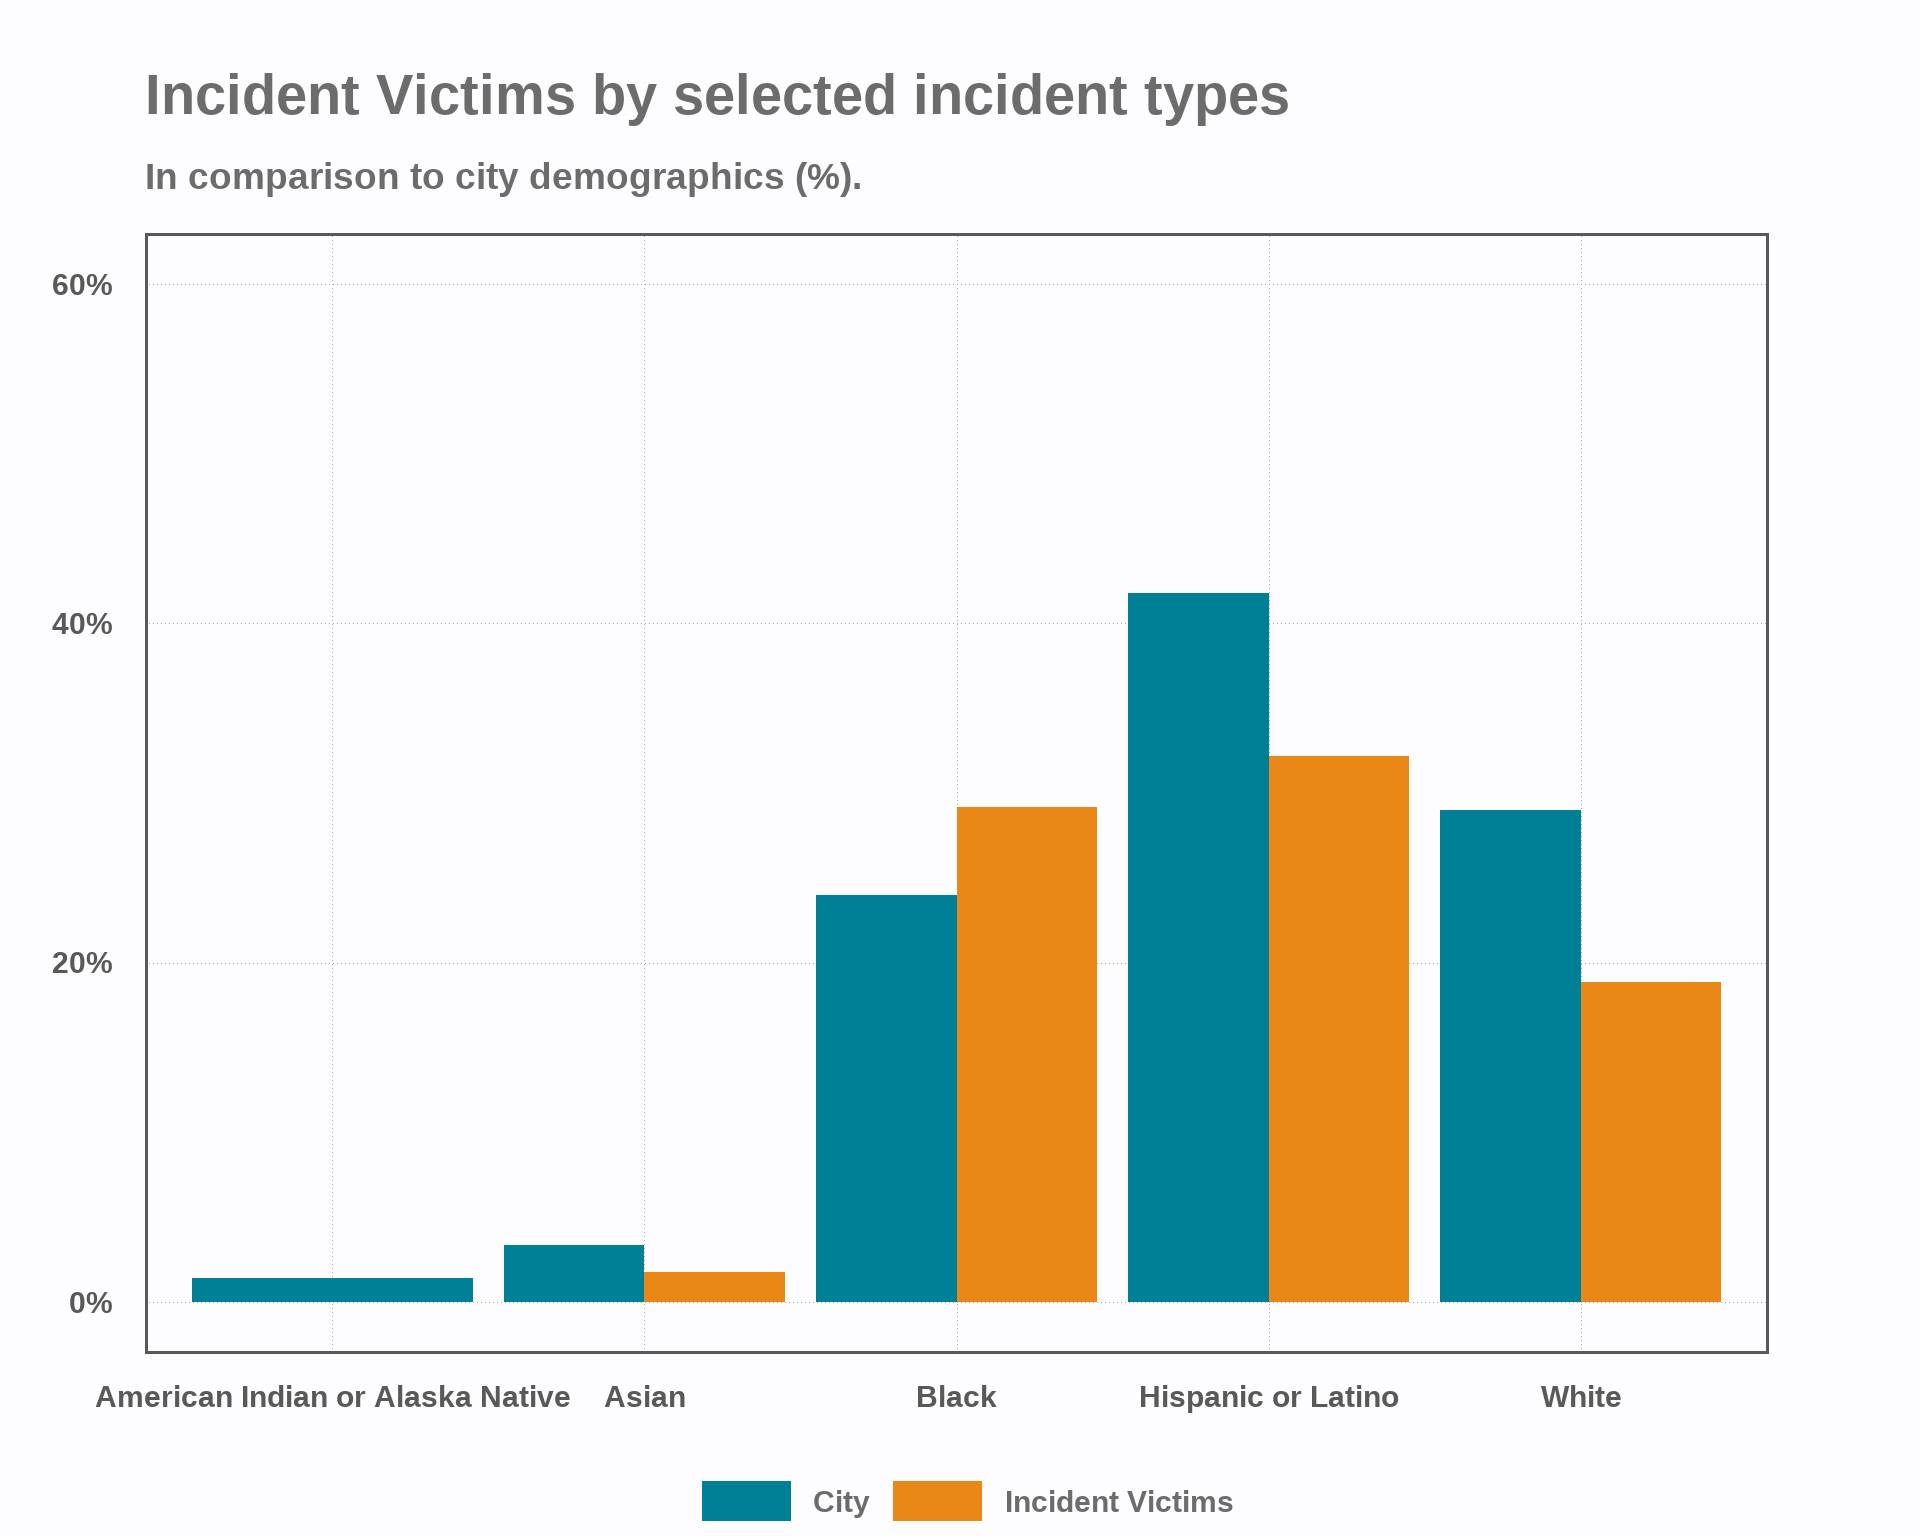 Incident Victims by selected incident types
In comparison to city demographics (%).
60%
40%
20%
0%
American Indian or Alaska Native Asian Black Hispanic or Latino White
City Incident Victims